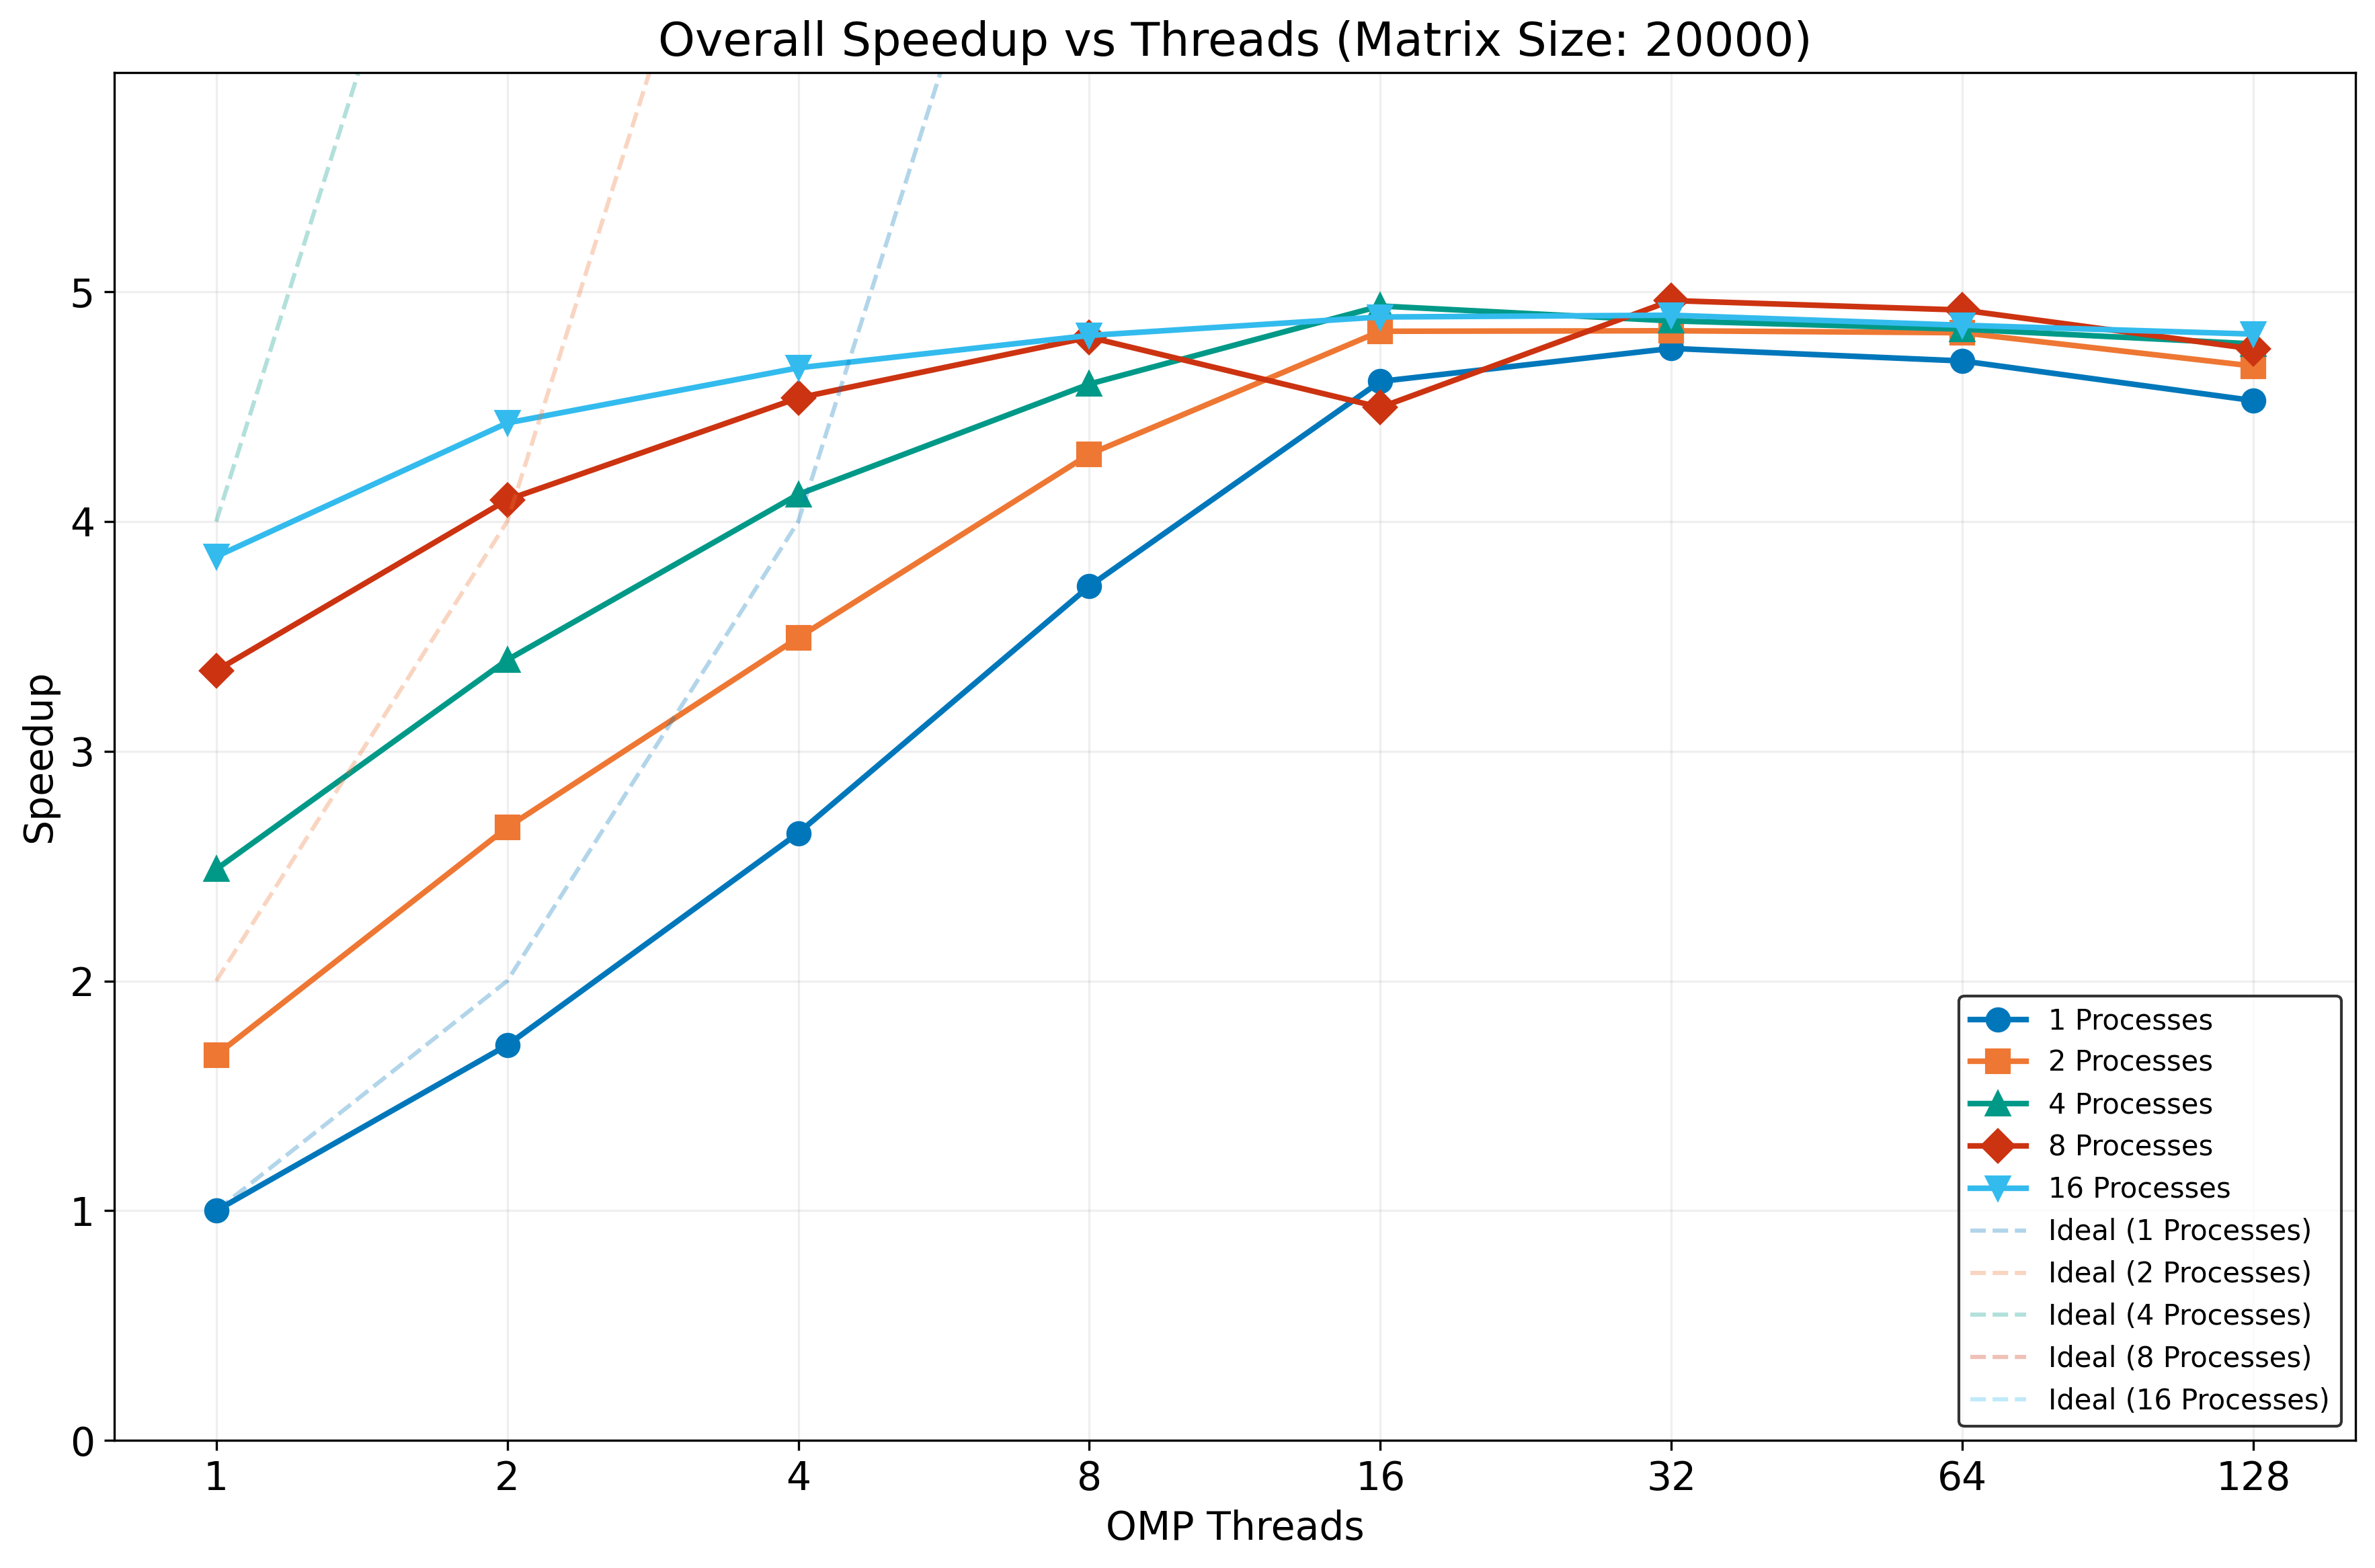 Overall Speedup vs Threads (Matrix Size: 20000)
Speedup
5
4
3
2
1
0
1 2 4 8 16 32 64 128
OMP Threads
1 Processes
2 Processes
4 Processes
8 Processes
16 Processes
Ideal (1 Processes)
Ideal (2 Processes)
Ideal (4 Processes)
Ideal (8 Processes)
Ideal (16 Processes)